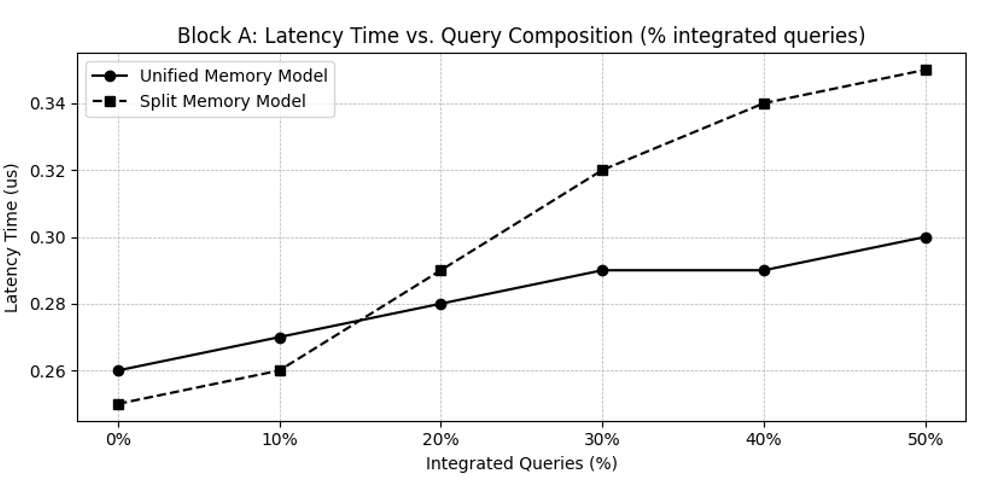 Block A: Latency Time vs. Query Composition (% integrated queries)
Unified Memory Model
Split Memory Model
Latency Time (us)
0.34
0.32
0.30
0.28
0.26
0% 10% 20% 30% 40% 50%
Integrated Queries (%)